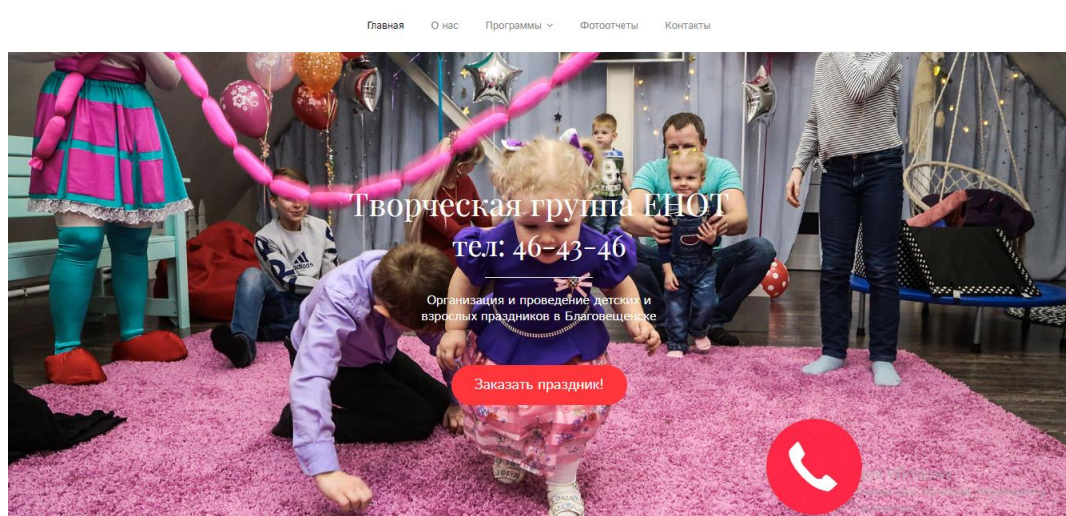 Главная О нас Программы Фотоотчеты Контакты
Творческая группа ЕНОТ
тел: 46-43-46
Организация и проведение детских и
взрослых праздников в Благовещенске
Заказать праздник!
adidas